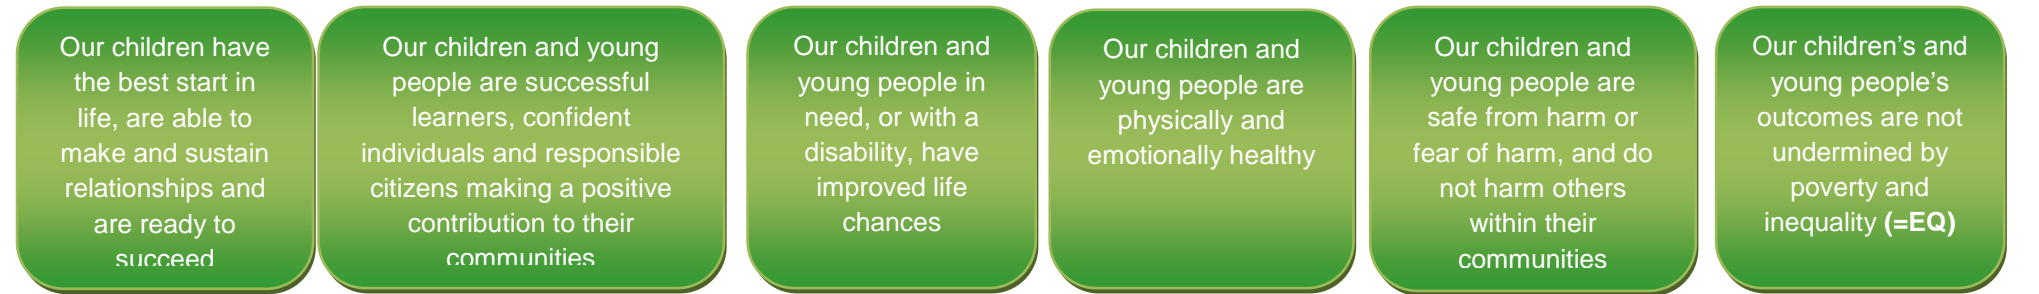 Our children have
the best start in
life, are able to
make and sustain
relationships and
are ready to
succeed
Our children and young
people are successful
learners, confident
individuals and responsible
citizens making a positive
contribution to their
communities
Our children and
young people in
need, or with a
disability, have
improved life
chances
Our children and
young people are
physically and
emotionally healthy
Our children and
young people are
safe from harm or
fear of harm, and do
not harm others
within their
communities
Our children’s and
young people’s
outcomes are not
undermined by
poverty and
inequality (=EQ)